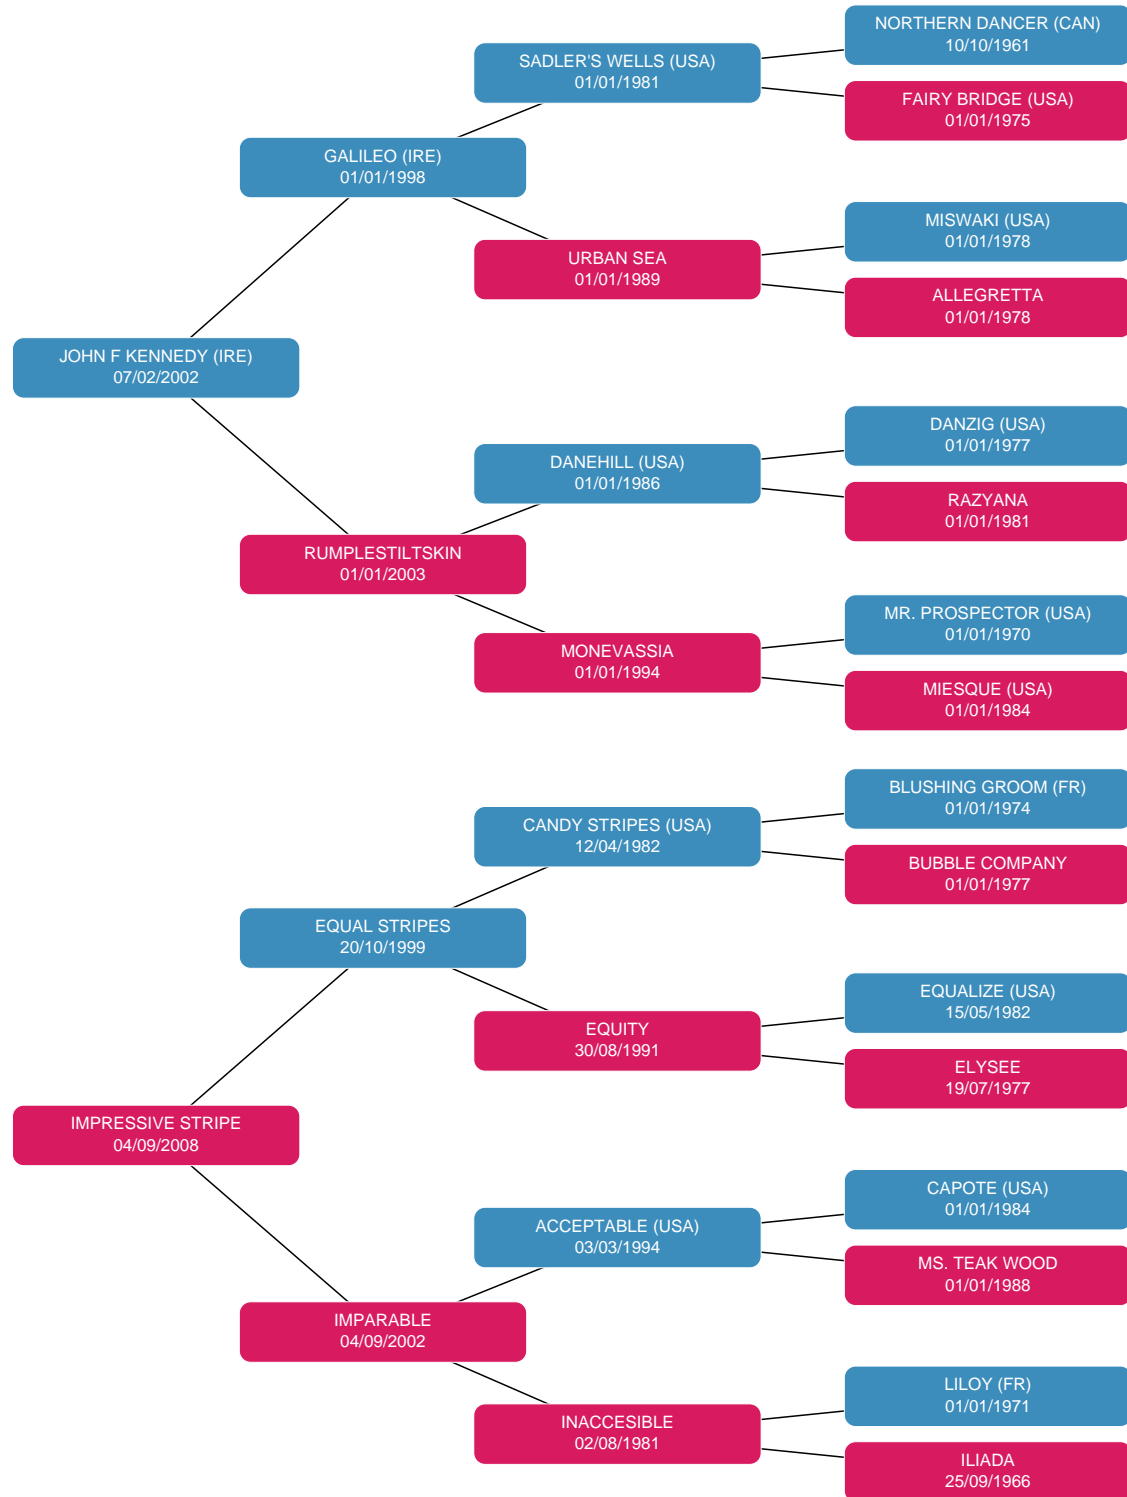 NORTHERN DANCER (CAN)
10/10/1961
SADLER'S WELLS (USA)
01/01/1981
FAIRY BRIDGE (USA)
01/01/1975
GALILEO (IRE)
01/01/1998
MISWAKI (USA)
01/01/1978
URBAN SEA
01/01/1989
ALLEGRETTA
01/01/1978
JOHN F KENNEDY (IRE)
07/02/2002
DANZIG (USA)
01/01/1977
DANEHILL (USA)
01/01/1986
RAZYANA
01/01/1981
RUMPLESTILTSKIN
01/01/2003
MR. PROSPECTOR (USA)
01/01/1970
MONEVASSIA
01/01/1994
MIESQUE (USA)
01/01/1984
BLUSHING GROOM (FR)
01/01/1974
CANDY STRIPES (USA)
12/04/1982
BUBBLE COMPANY
01/01/1977
EQUAL STRIPES
20/10/1999
EQUALIZE (USA)
15/05/1982
EQUITY
30/08/1991
ELYSEE
19/07/1977
IMPRESSIVE STRIPE
04/09/2008
CAPOTE (USA)
01/01/1984
ACCEPTABLE (USA)
03/03/1994
MS. TEAK WOOD
01/01/1988
IMPARABLE
04/09/2002
LILOY (FR)
01/01/1971
INACCESIBLE
02/08/1981
ILIADA
25/09/1966